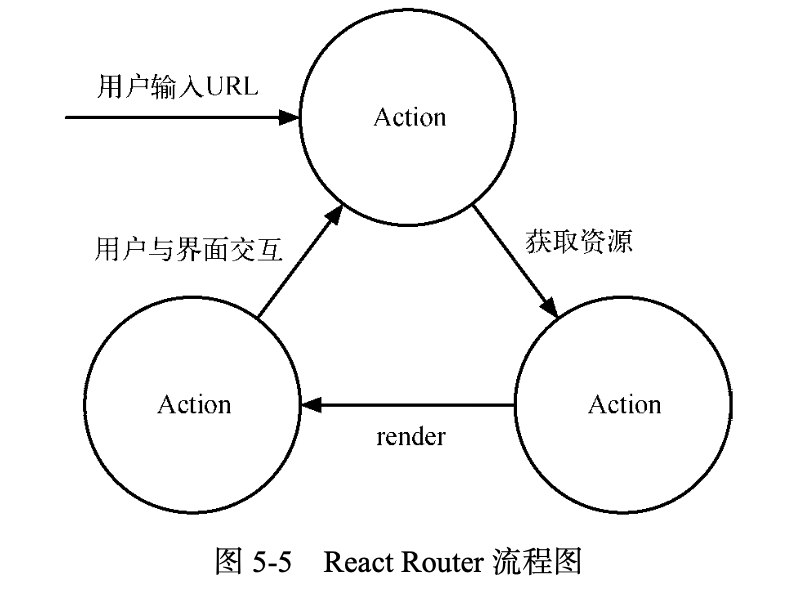 用户输入URL
Action
用户与界面交互
获取资源
Action
Action
render
图 5-5 React Router 流程图